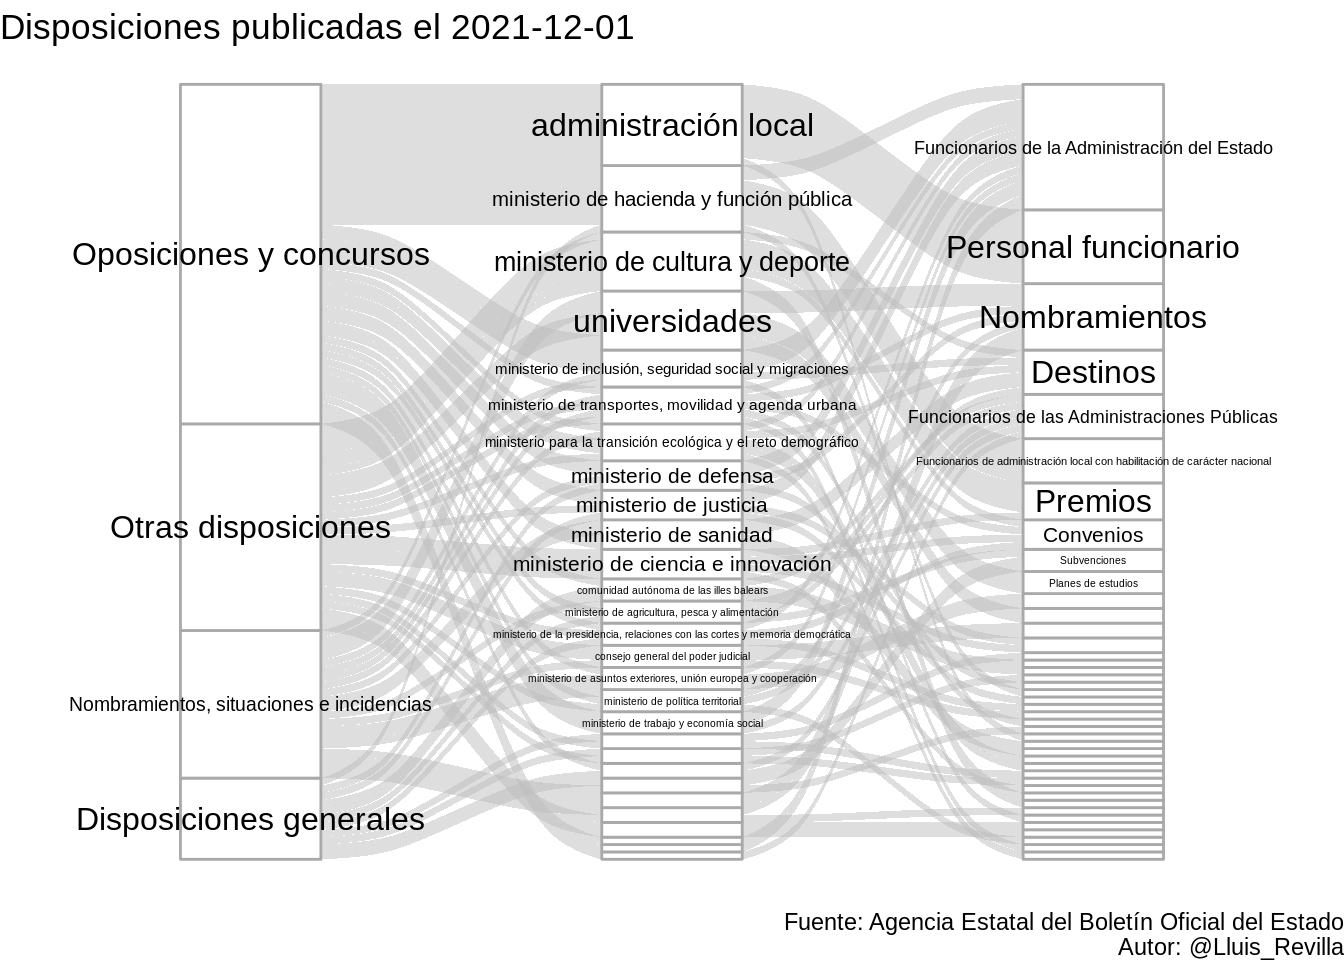 Disposiciones publicadas el 2021-12-01
Oposiciones y concursos
Otras disposiciones
Nombramientos, situaciones e incidencias
Disposiciones generales
administración local
ministerio de hacienda y función pública
ministerio de cultura y deporte
universidades
ministerio de inclusión, seguridad social y migraciones
ministerio de transportes, movilidad y agenda urbana
ministerio para la transición ecológica y el reto demográfico
ministerio de defensa
ministerio de justicia
ministerio de sanidad
ministerio de ciencia e innovación
comunidad autónoma de las illes balears
ministerio de agricultura, pesca y alimentación
ministerio de la presidencia, relaciones con las cortes y memoria democrática
consejo general del poder judicial
ministerio de asuntos exteriores, unión europea y cooperación
ministerio de política territorial
ministerio de trabajo y economía social
Funcionarios de la Administración del Estado
Personal funcionario
Nombramientos
Destinos
Funcionarios de las Administraciones Públicas
Funcionarios de administración local con habilitación de carácter nacional
Premios
Convenios
Subvenciones
Planes de estudios
Fuente: Agencia Estatal del Boletín Oficial del Estado
Autor: @Lluis_Revilla